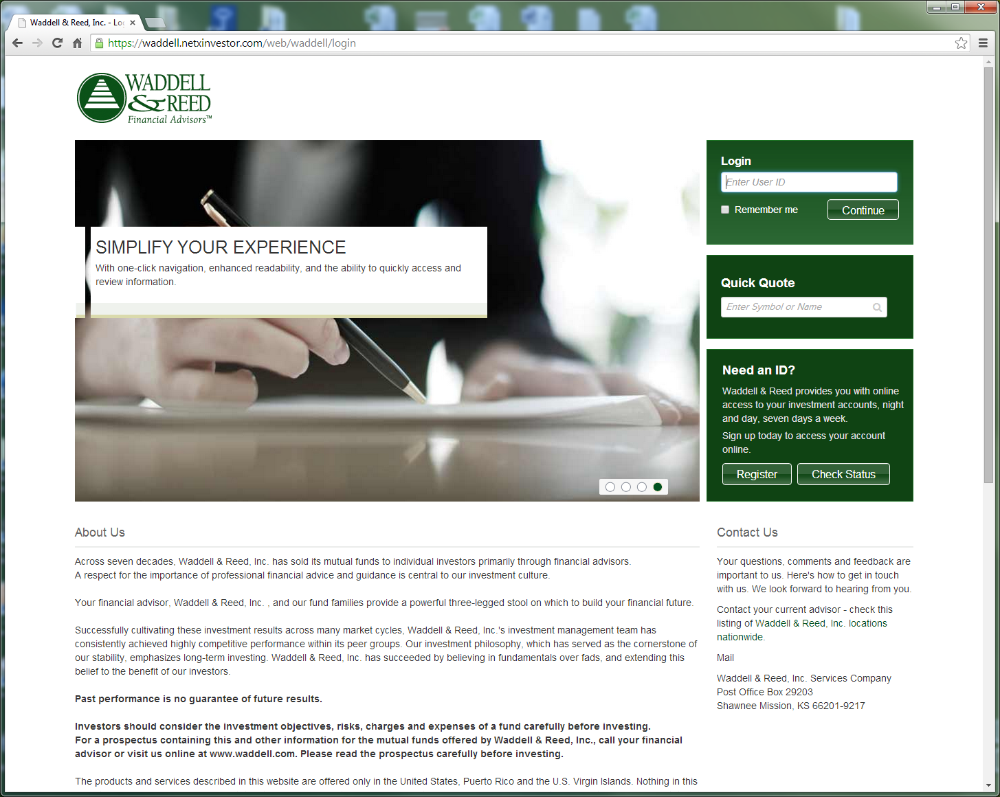 Waddell & Reed, Inc. - Log
https://waddell.netxinvestor.com/web/waddell/login
WADDELL
& REED
Financial Advisors™
SIMPLIFY YOUR EXPERIENCE
With one-click navigation, enhanced readability, and the ability to quickly access and
review information.
Login
Enter User ID
Remember me
Continue
Quick Quote
Enter Symbol or Name
Need an ID?
Waddell & Reed provides you with online
access to your investment accounts, night
and day, seven days a week.
Sign up today to access your account
online.
Register
Check Status
About Us
Across seven decades, Waddell & Reed, Inc. has sold its mutual funds to individual investors primarily through financial advisors.
A respect for the importance of professional financial advice and guidance is central to our investment culture.
Your financial advisor, Waddell & Reed, Inc. , and our fund families provide a powerful three-legged stool on which to build your financial future.
Successfully cultivating these investment results across many market cycles, Waddell & Reed, Inc.'s investment management team has
consistently achieved highly competitive performance within its peer groups. Our investment philosophy, which has served as the cornerstone of
our stability, emphasizes long-term investing. Waddell & Reed, Inc. has succeeded by believing in fundamentals over fads, and extending this
belief to the benefit of our investors.
Past performance is no guarantee of future results.
Investors should consider the investment objectives, risks, charges and expenses of a fund carefully before investing.
For a prospectus containing this and other information for the mutual funds offered by Waddell & Reed, Inc., call your financial
advisor or visit us online at www.waddell.com. Please read the prospectus carefully before investing.
The products and services described in this website are offered only in the United States, Puerto Rico and the U.S. Virgin Islands. Nothing in this
Contact Us
Your questions, comments and feedback are
important to us. Here's how to get in touch
with us. We look forward to hearing from you.
Contact your current advisor - check this
listing of Waddell & Reed, Inc. locations
nationwide.
Mail
Waddell & Reed, Inc. Services Company
Post Office Box 29203
Shawnee Mission, KS 66201-9217